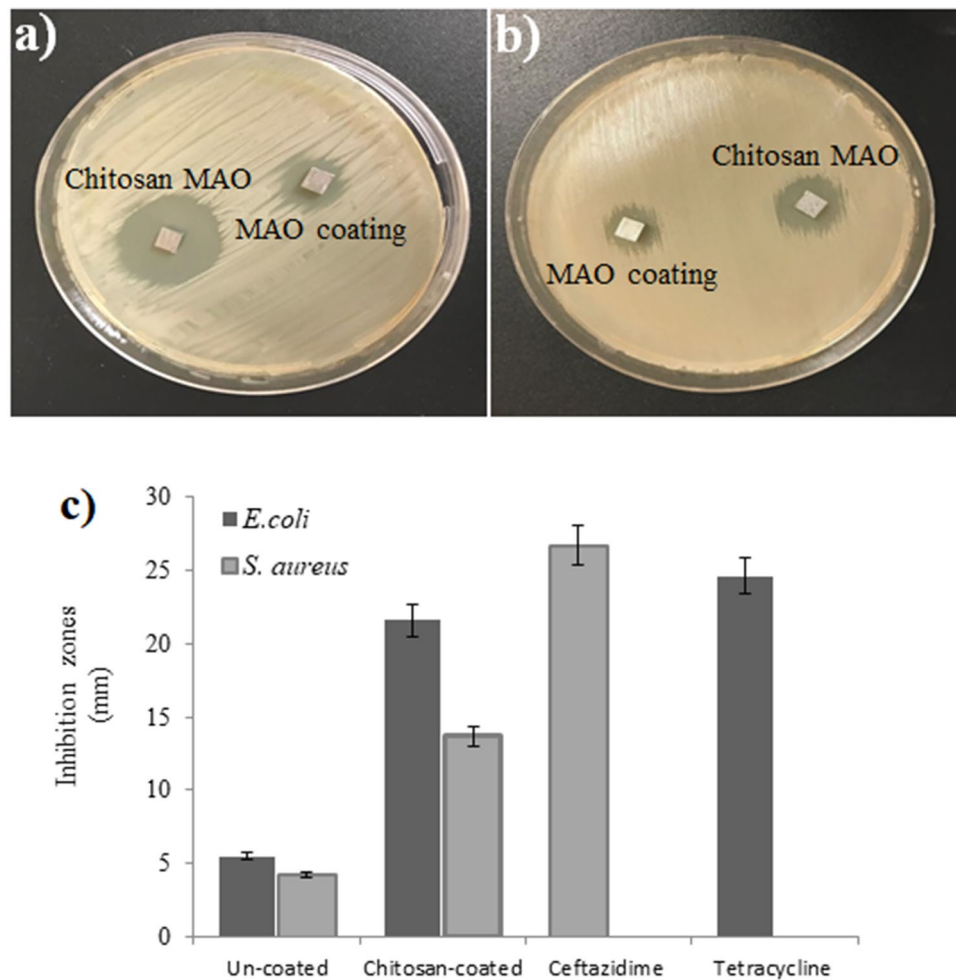 a)
Chitosan MAO
MAO coating
b)
Chitosan MAO
MAO coating
c)
E.coli
S. aureus
Inhibition zones
(mm)
30
25
20
15
10
5
0
Un-coated Chitosan-coated Ceftazidime Tetracycline